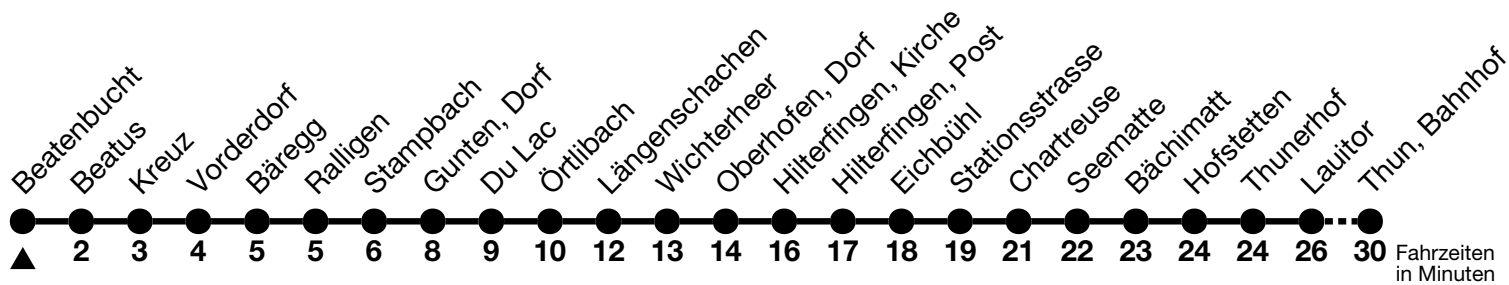 Beatenbucht
Beatus
Kreuz
Vorderdorf
Bäregg
Ralligen
Stampbach
Gunten, Dorf
Du Lac
Örtlibach
Längenschachen
Wichterheer
Oberhofen, Dorf
Hilterfingen, Kirche
Hilterfingen, Post
Eichbühl
Stationsstrasse
Chartreuse
Seematte
Bächimatt
Hofstetten
Thunerhof
Lauitor
Thun, Bahnhof
2 3 4 5 5 6 8 9 10 12 13 14 16 17 18 19 21 22 23 24 24 26 30 Fahrzeiten
in Minuten